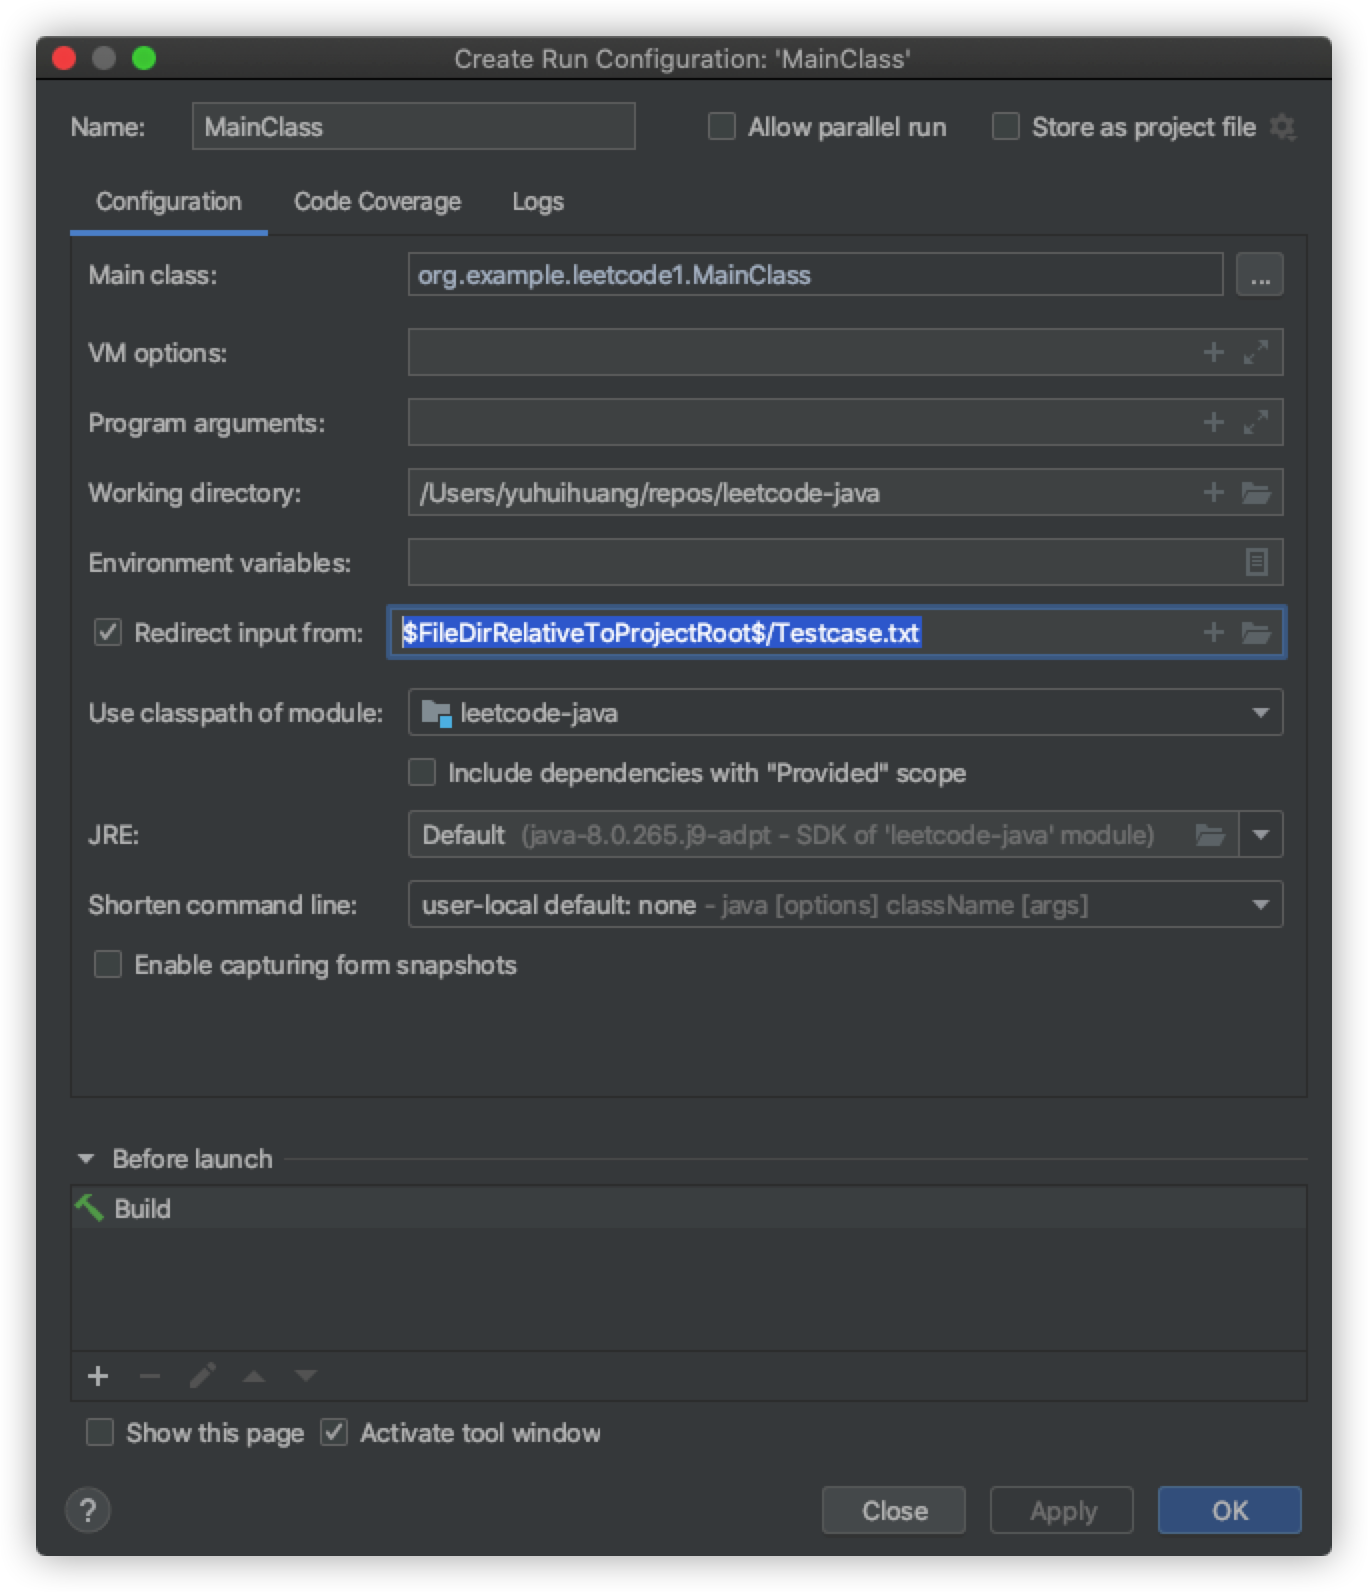 Create Run Configuration: 'MainClass'
Name: MainClass Allow parallel run Store as project file
Configuration Code Coverage Logs
Main class: org.example.leetcode1.MainClass ...
VM options:
Program arguments:
Working directory: /Users/yuhuihuang/repos/leetcode-java
Environment variables:
Redirect input from: $FileDirRelativeToProjectRoot$/Testcase.txt
Use classpath of module: leetcode-java
Include dependencies with "Provided" scope
JRE: Default (java-8.0.265.j9-adpt - SDK of 'leetcode-java' module)
Shorten command line: user-local default: none - java [options] className [args]
Enable capturing form snapshots
Before launch
Build
Show this page Activate tool window
? Close Apply OK